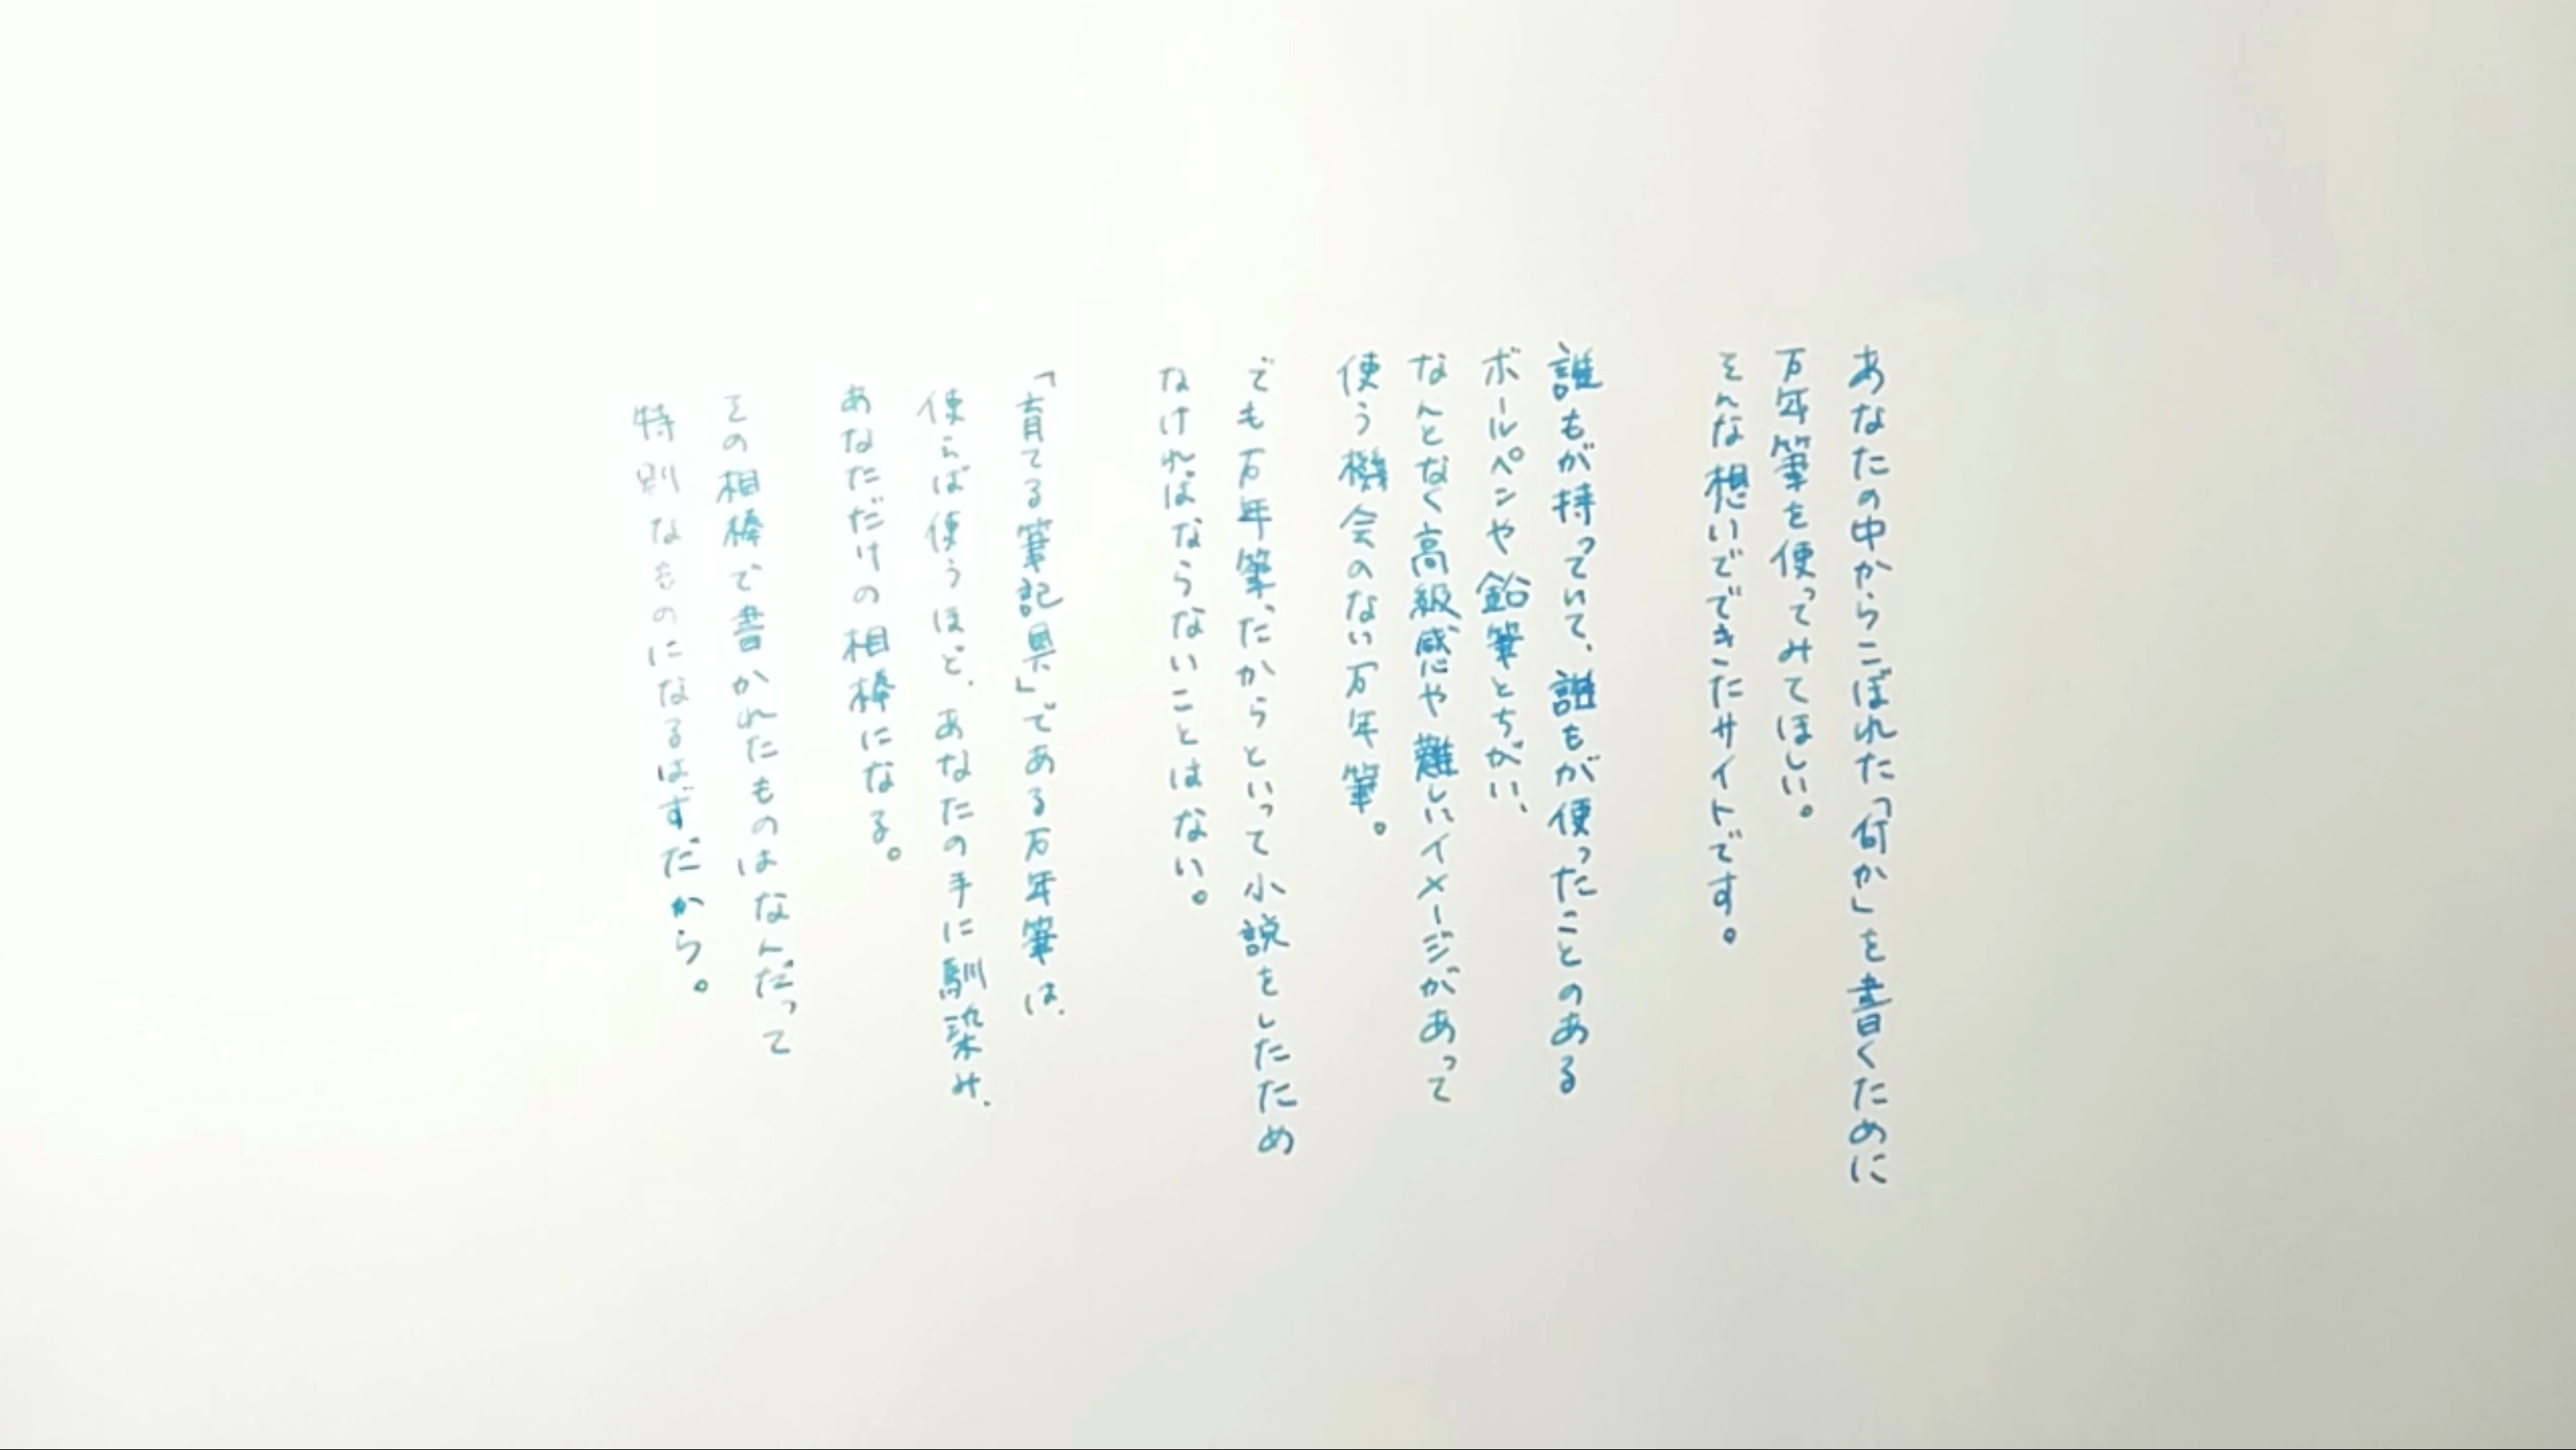 あなたの中からこぼれた「何か」を書くために
万年筆を使ってみてほしい。
そんな想いでできたサイトです。
誰もが持っていて、誰もが使ったことのある
ボールペンや鉛筆とちがい、
なんとなく高級感や難しいイメージがあって
使う機会のない万年筆。
でも万年筆だからといって小説をしたため
なければならないことはない。
「育てる筆記具」である万年筆は、
使えば使うほど、あなたの手に馴染み、
あなただけの相棒になる。
その相棒で書かれたものはなんだって
特別なものになるはずだから。